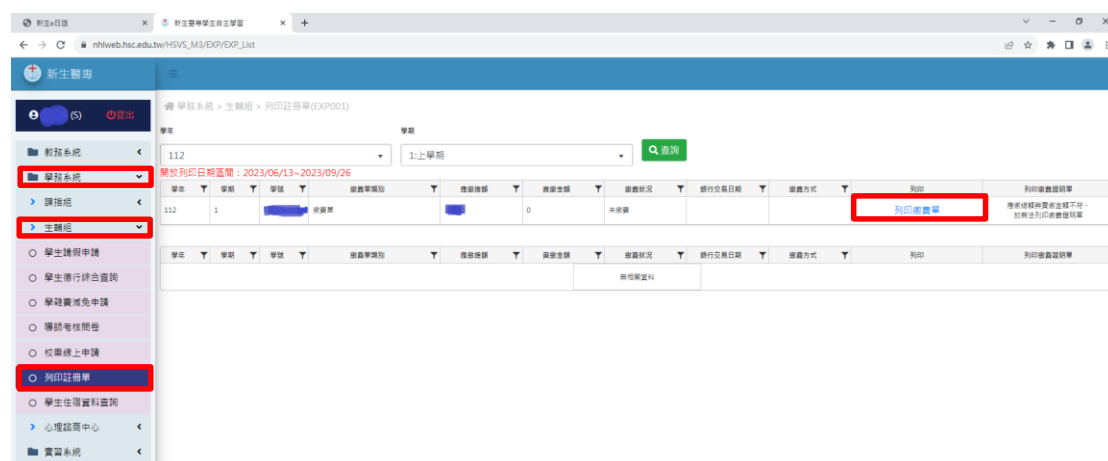 新生e日誌 × 新生醫專學生自主學習 × +
nhlweb.hsc.edu.tw/HSVS_M3/EXP/EXP_List
新生醫專
(5) 登出
學務系統 > 生輔組 > 列印註冊單(EXP001)
學年 學期
112 1:上學期 查詢
開放列印日期區間：2023/06/13~2023/09/26
學年 學期 學號 繳費單類別 應繳總額 實繳金額 繳費狀況 銀行交易日期 繳費方式 列印 列印繳費證明單
112 1 繳費單 0 未繳費 列印繳費單 應繳總額與實繳金額不符，
故無法列印繳費證明單
學年 學期 學號 繳費單類別 應繳總額 實繳金額 繳費狀況 銀行交易日期 繳費方式 列印 列印繳費證明單
無相關資料
教務系統
學務系統
課指組
生輔組
學生請假申請
學生德行綜合查詢
學雜費減免申請
導師考核問卷
校車線上申請
列印註冊單
學生住宿資料查詢
心理諮商中心
實習系統